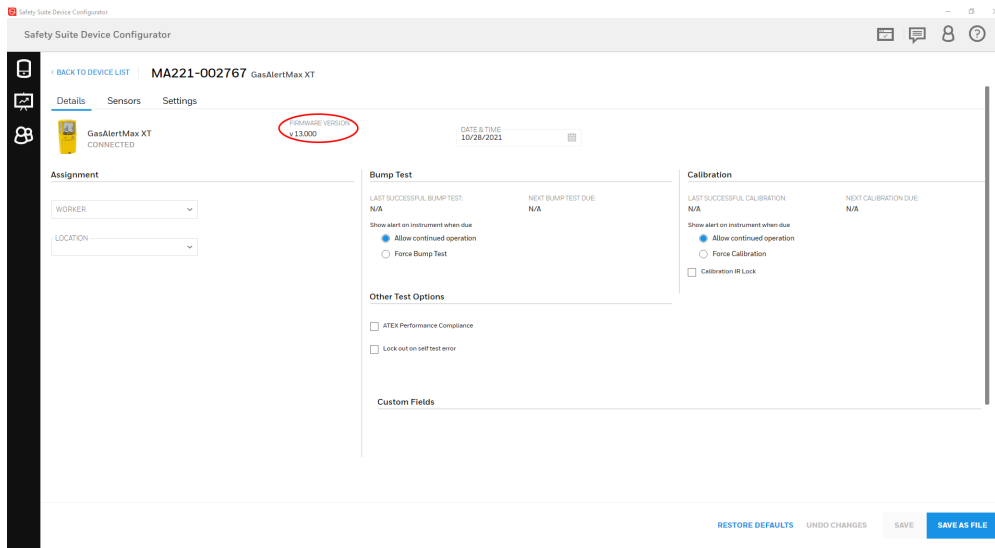 Safety Suite Device Configurator
Safety Suite Device Configurator
< BACK TO DEVICE LIST MA221-002767 GasAlertMax XT
Details Sensors Settings
GasAlertMax XT
CONNECTED
FIRMWARE VERSION
v 13.000
DATE & TIME
10/28/2021
Assignment
WORKER
LOCATION
Bump Test
LAST SUCCESSFUL BUMP TEST: NEXT BUMP TEST DUE:
N/A N/A
Show alert on instrument when due
Allow continued operation
Force Bump Test
Other Test Options
ATEX Performance Compliance
Lock out on self test error
Custom Fields
Calibration
LAST SUCCESSFUL CALIBRATION: NEXT CALIBRATION DUE:
N/A N/A
Show alert on instrument when due
Allow continued operation
Force Calibration
Calibration IR Lock
RESTORE DEFAULTS UNDO CHANGES SAVE SAVE AS FILE